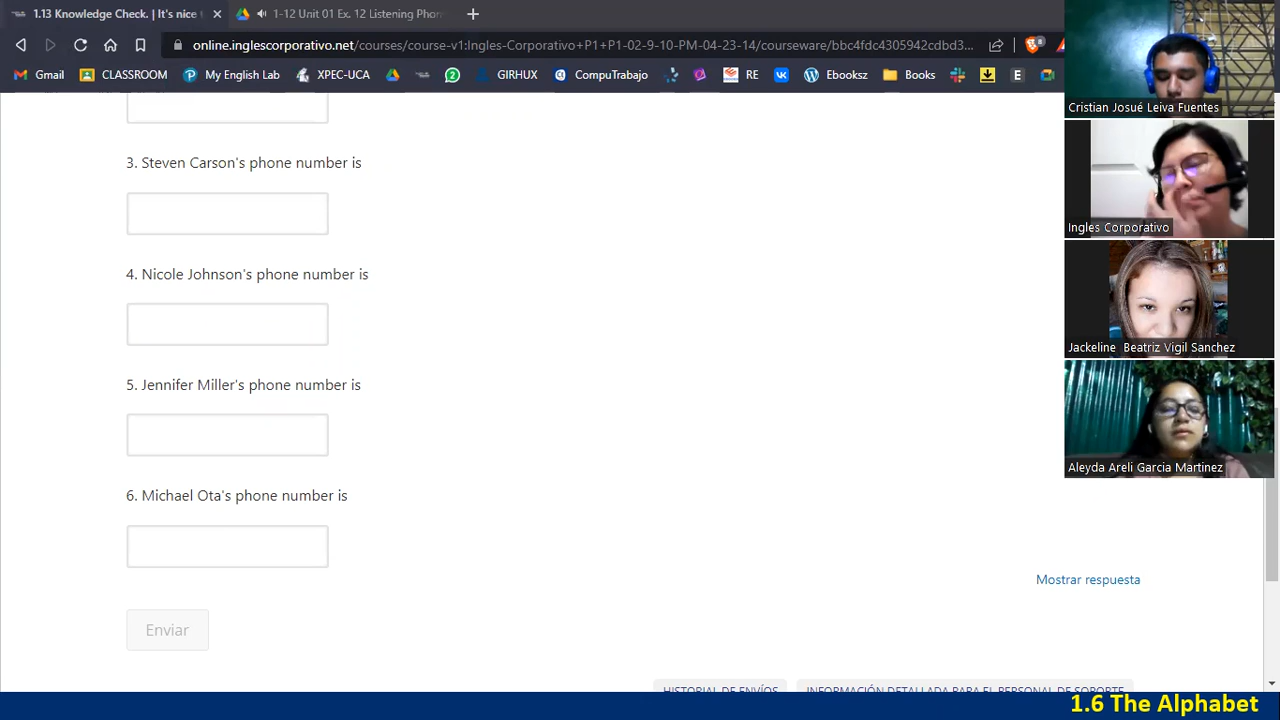 1.13 Knowledge Check. | It's nice
1-12 Unit 01 Ex. 12 Listening Phon
online.inglescorporativo.net/courses/course-v1:Ingles-Corporativo+P1+P1-02-9-10-PM-04-23-14/courseware/bbc4fdc4305942cdbd3...
Gmail CLASSROOM My English Lab XPEC-UCA GIRHUX CompuTrabajo RE WordPress Ebooksz Books
Cristian Josué Leiva Fuentes
3. Steven Carson's phone number is
Ingles Corporativo
4. Nicole Johnson's phone number is
Jackeline Beatriz Vigil Sanchez
5. Jennifer Miller's phone number is
Aleyda Areli Garcia Martinez
6. Michael Ota's phone number is
Mostrar respuesta
Enviar
HISTORIAL DE ENVÍOS INFORMACIÓN DETALLADA PARA EL PERSONAL DE SOPORTE
1.6 The Alphabet